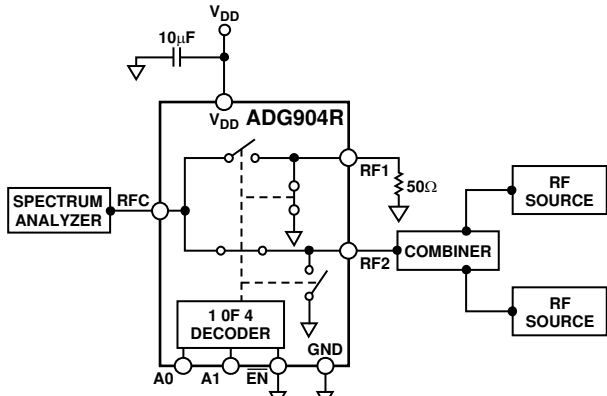 V_DD
10µF
ADG904R
V_DD
RF1
50Ω
RF SOURCE
SPECTRUM ANALYZER
RFC
RF2
COMBINER
RF SOURCE
1 0F 4 DECODER
GND
A0
A1
EN